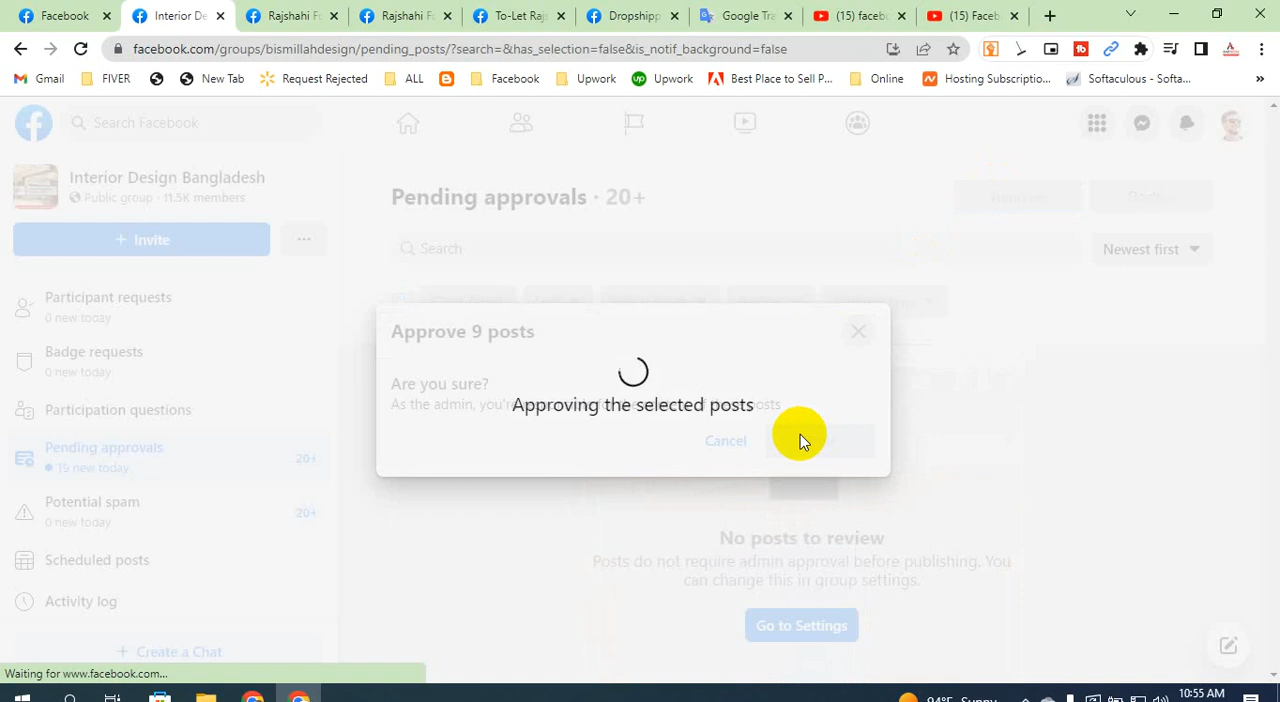 Facebook
Interior De
Rajshahi Fu
Rajshahi Fu
To-Let Rajs
Dropshipp
Google Tra
(15) facebo
(15) Faceb
facebook.com/groups/bismillahdesign/pending_posts/?search=&has_selection=false&is_notif_background=false
Gmail
FIVER
New Tab
Request Rejected
ALL
Facebook
Upwork
Upwork
Best Place to Sell P...
Online
Hosting Subscriptio...
Softaculous - Softa...
»
Search Facebook
Interior Design Bangladesh
Public group · 11.5K members
+ Invite
Participant requests
0 new today
Badge requests
0 new today
Participation questions
Pending approvals
19 new today
20+
Potential spam
0 new today
20+
Scheduled posts
Activity log
+ Create a Chat
Pending approvals · 20+
Search
Newest first
Approve 9 posts
Are you sure?
Approving the selected posts
Cancel
No posts to review
Posts do not require admin approval before publishing. You
can change this in group settings.
Go to Settings
Waiting for www.facebook.com...
94°F Sunny
10:55 AM